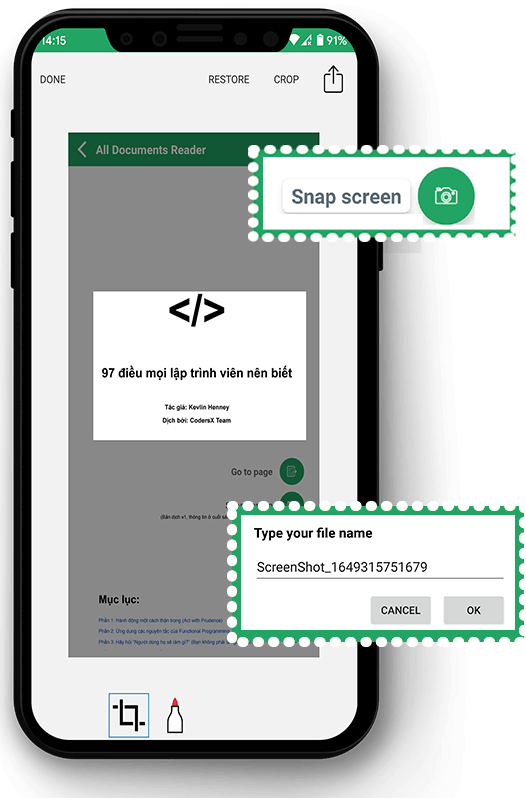 14:15
91%
DONE
RESTORE
CROP
All Documents Reader
Snap screen
</>
97 điều mọi lập trình viên nên biết
Tác giả: Kevlin Henney
Dịch bởi: CodersX Team
Go to page
(Bản dịch v1, thông tin ở cuối
Type your file name
ScreenShot_1649315751679
CANCEL
OK
Mục lục:
Phần 1: Hành động một cách thận trọng (Act with Prudence)
Phần 2: Ứng dụng các nguyên tắc của Functional Programming
Phần 3: Hãy hỏi "Người dùng họ sẽ làm gì?" (Bạn không phải